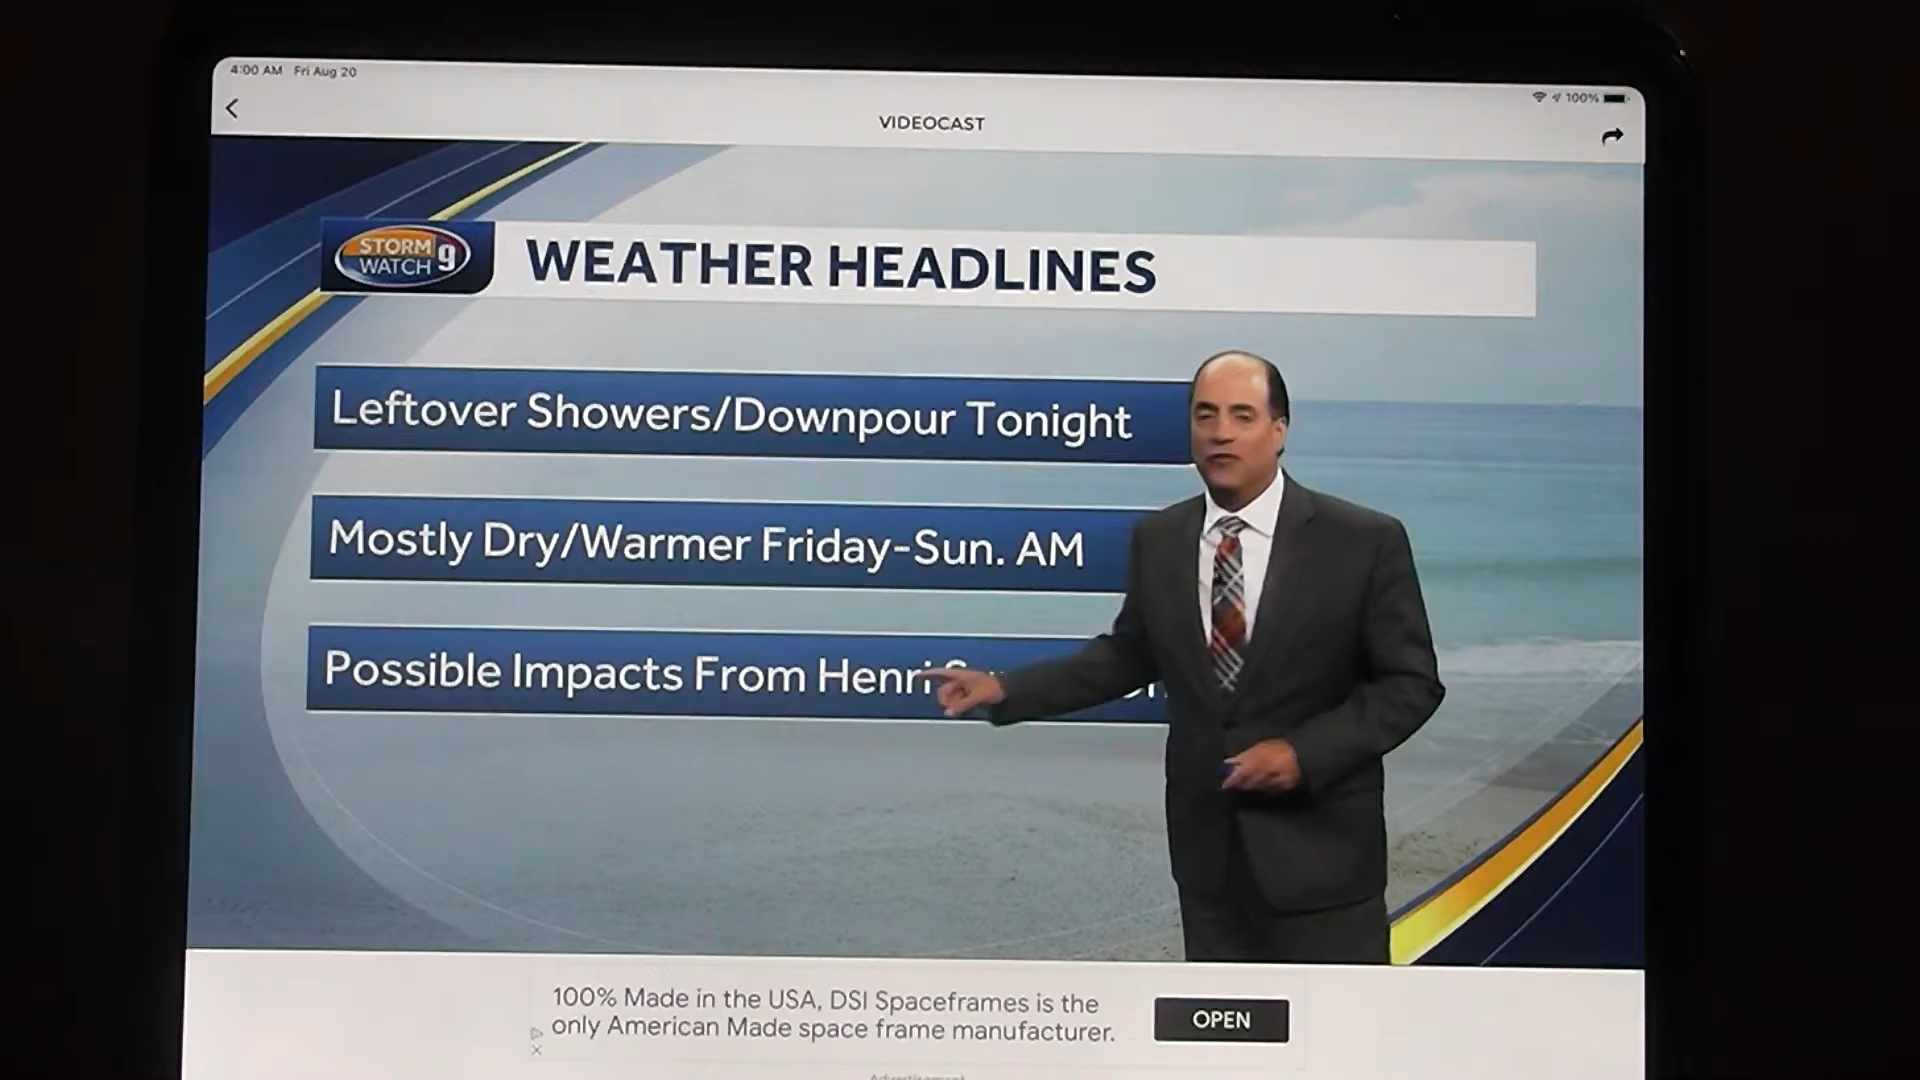 4:00 AM Fri Aug 20
100%
VIDEOCAST
STORM
WATCH 9
WEATHER HEADLINES
Leftover Showers/Downpour Tonight
Mostly Dry/Warmer Friday-Sun. AM
Possible Impacts From Henri
100% Made in the USA, DSI Spaceframes is the
only American Made space frame manufacturer.
OPEN